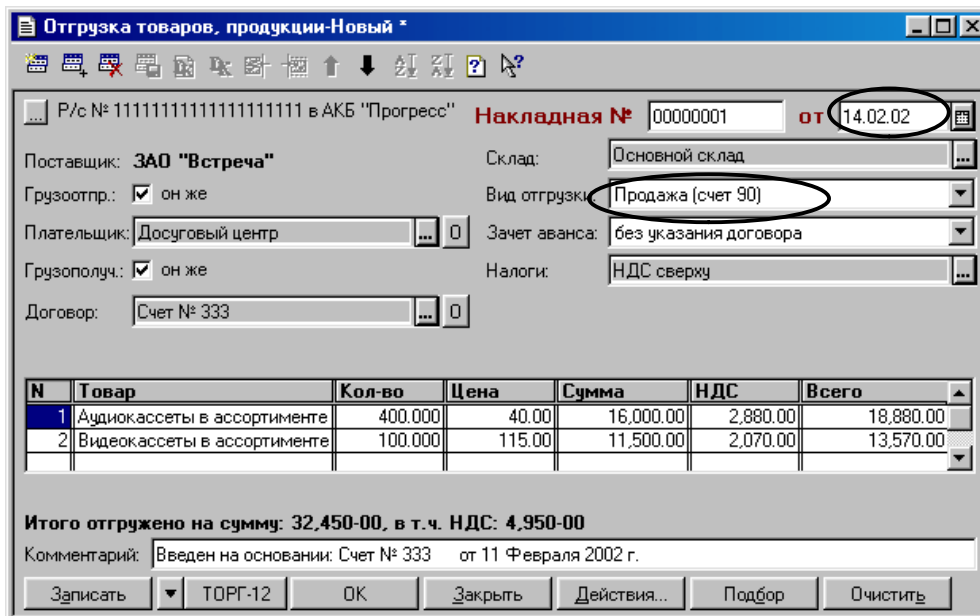 Отгрузка товаров, продукции-Новый *
... Р/с № 11111111111111111111 в АКБ "Прогресс" Накладная № 00000001 от 14.02.02
Поставщик: ЗАО "Встреча" Склад: Основной склад ...
Грузоотпр.: он же Вид отгрузки: Продажа (счет 90)
Плательщик: Досуговый центр ... 0 Зачет аванса: без указания договора
Грузополуч.: он же Налоги: НДС сверху ...
Договор: Счет № 333 ... 0
N Товар Кол-во Цена Сумма НДС Всего
1 Аудиокассеты в ассортименте 400.000 40.00 16,000.00 2,880.00 18,880.00
2 Видеокассеты в ассортименте 100.000 115.00 11,500.00 2,070.00 13,570.00
Итого отгружено на сумму: 32,450-00, в т.ч. НДС: 4,950-00
Комментарий: Введен на основании: Счет № 333 от 11 Февраля 2002 г.
Записать ТОРГ-12 OK Закрыть Действия... Подбор Очистить